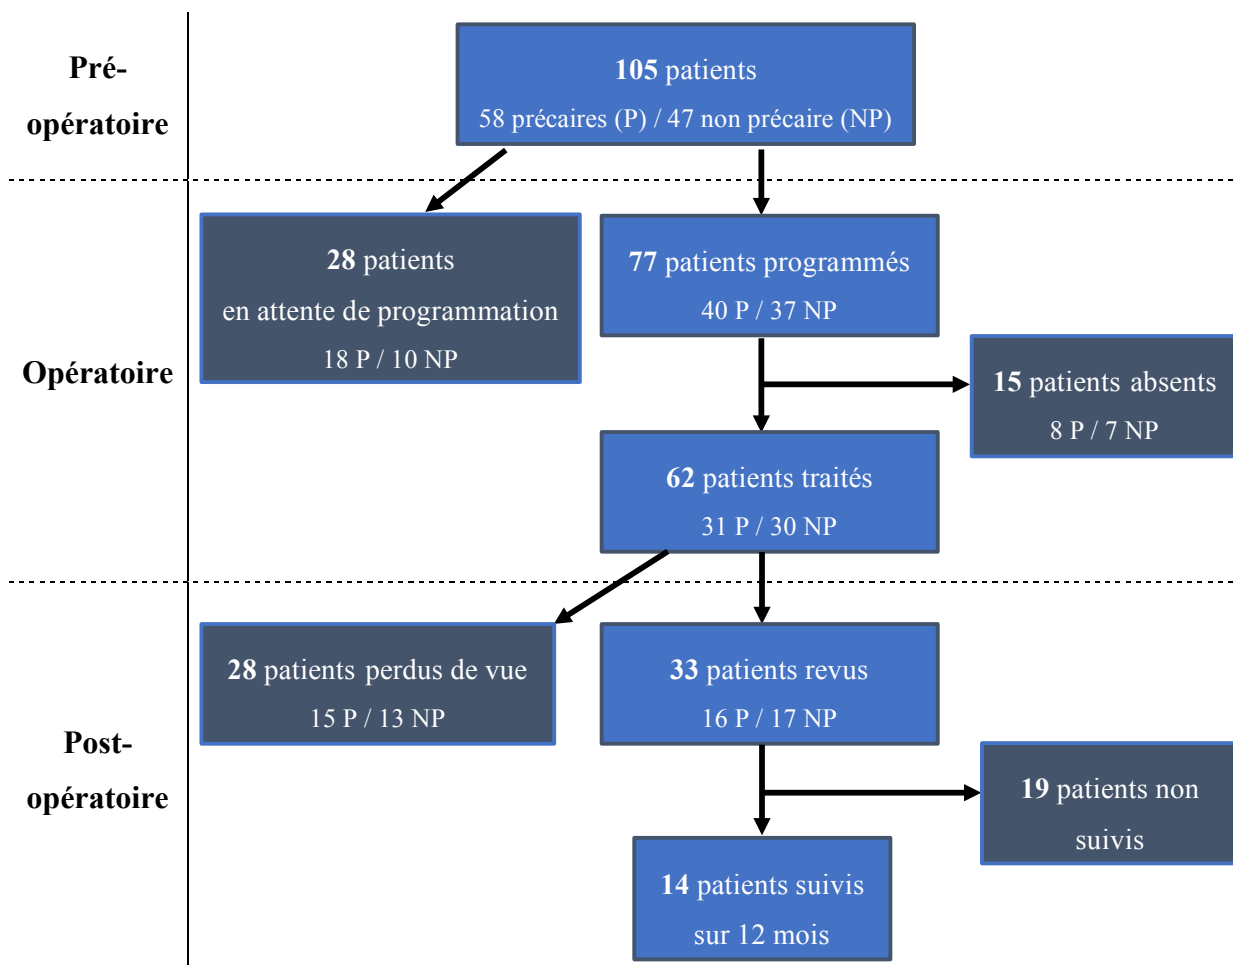 Pré-
opératoire
105 patients
58 précaires (P) / 47 non précaire (NP)
Opératoire
28 patients
en attente de programmation
18 P / 10 NP
77 patients programmés
40 P / 37 NP
15 patients absents
8 P / 7 NP
62 patients traités
31 P / 30 NP
Post-
opératoire
28 patients perdus de vue
15 P / 13 NP
33 patients revus
16 P / 17 NP
19 patients non
suivis
14 patients suivis
sur 12 mois